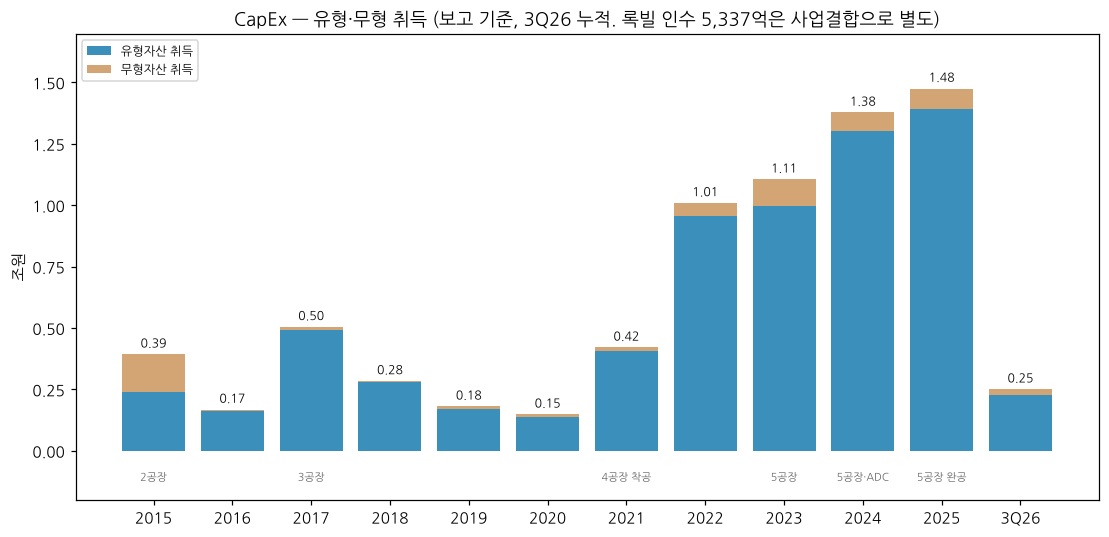 CapEx — 유형·무형 취득 (보고 기준, 3Q26 누적. 록빌 인수 5,337억은 사업결합으로 별도)
유형자산 취득
무형자산 취득
조원
1.50
1.25
1.00
0.75
0.50
0.25
0.00
0.39
0.17
0.50
0.28
0.18
0.15
0.42
1.01
1.11
1.38
1.48
0.25
2공장
3공장
4공장 착공
5공장
5공장·ADC
5공장 완공
2015
2016
2017
2018
2019
2020
2021
2022
2023
2024
2025
3Q26